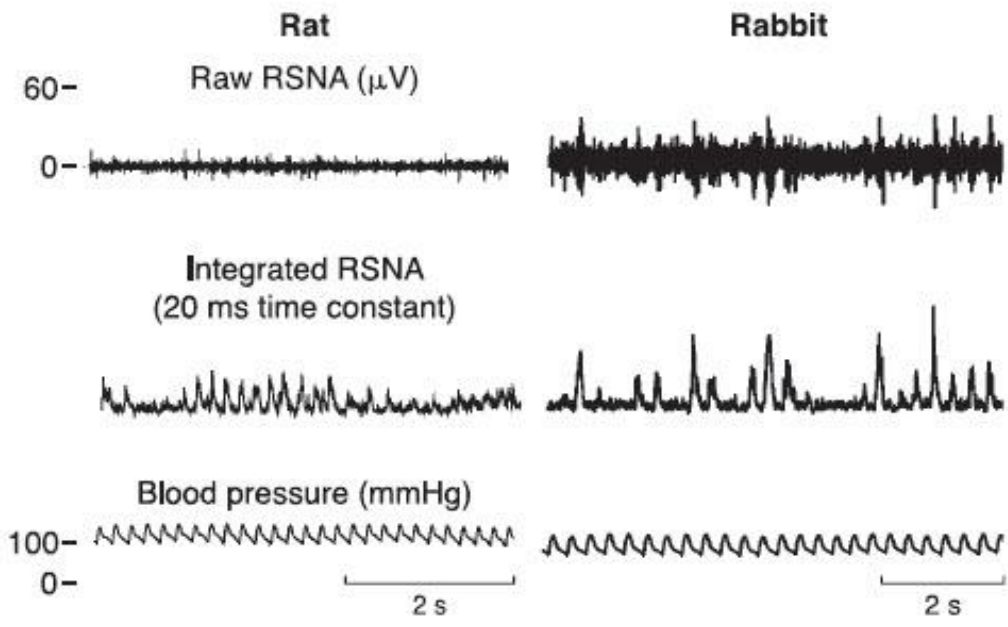 Rat
Rabbit
Raw RSNA (μV)
60
0
Integrated RSNA
(20 ms time constant)
Blood pressure (mmHg)
100
0
2 s
2 s